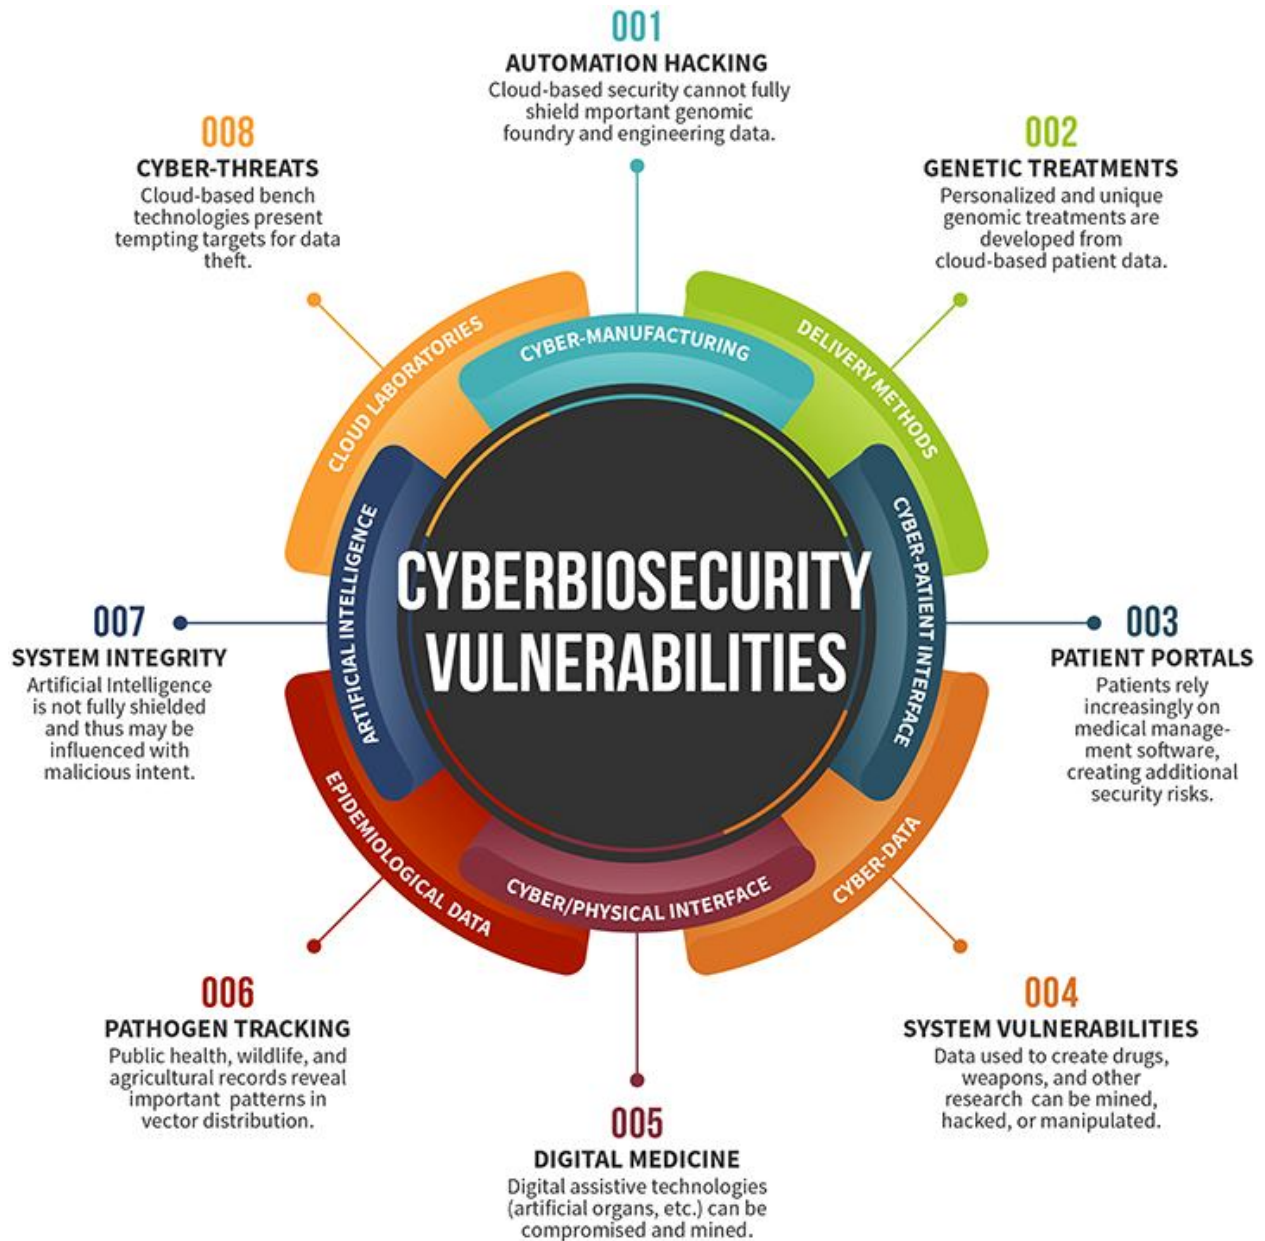 001
AUTOMATION HACKING
Cloud-based security cannot fully
shield mportant genomic
foundry and engineering data.
002
GENETIC TREATMENTS
Personalized and unique
genomic treatments are
developed from
cloud-based patient data.
003
PATIENT PORTALS
Patients rely
increasingly on
medical manage-
ment software,
creating additional
security risks.
004
SYSTEM VULNERABILITIES
Data used to create drugs,
weapons, and other
research can be mined,
hacked, or manipulated.
005
DIGITAL MEDICINE
Digital assistive technologies
(artificial organs, etc.) can be
compromised and mined.
006
PATHOGEN TRACKING
Public health, wildlife, and
agricultural records reveal
important patterns in
vector distribution.
007
SYSTEM INTEGRITY
Artificial Intelligence
is not fully shielded
and thus may be
influenced with
malicious intent.
008
CYBER-THREATS
Cloud-based bench
technologies present
tempting targets for data
theft.
CYBER-MANUFACTURING
DELIVERY METHODS
CYBER-PATIENT INTERFACE
CYBER-DATA
CYBER/PHYSICAL INTERFACE
EPIDEMIOLOGICAL DATA
ARTIFICIAL INTELLIGENCE
CLOUD LABORATORIES
CYBERBIOSECURITY
VULNERABILITIES